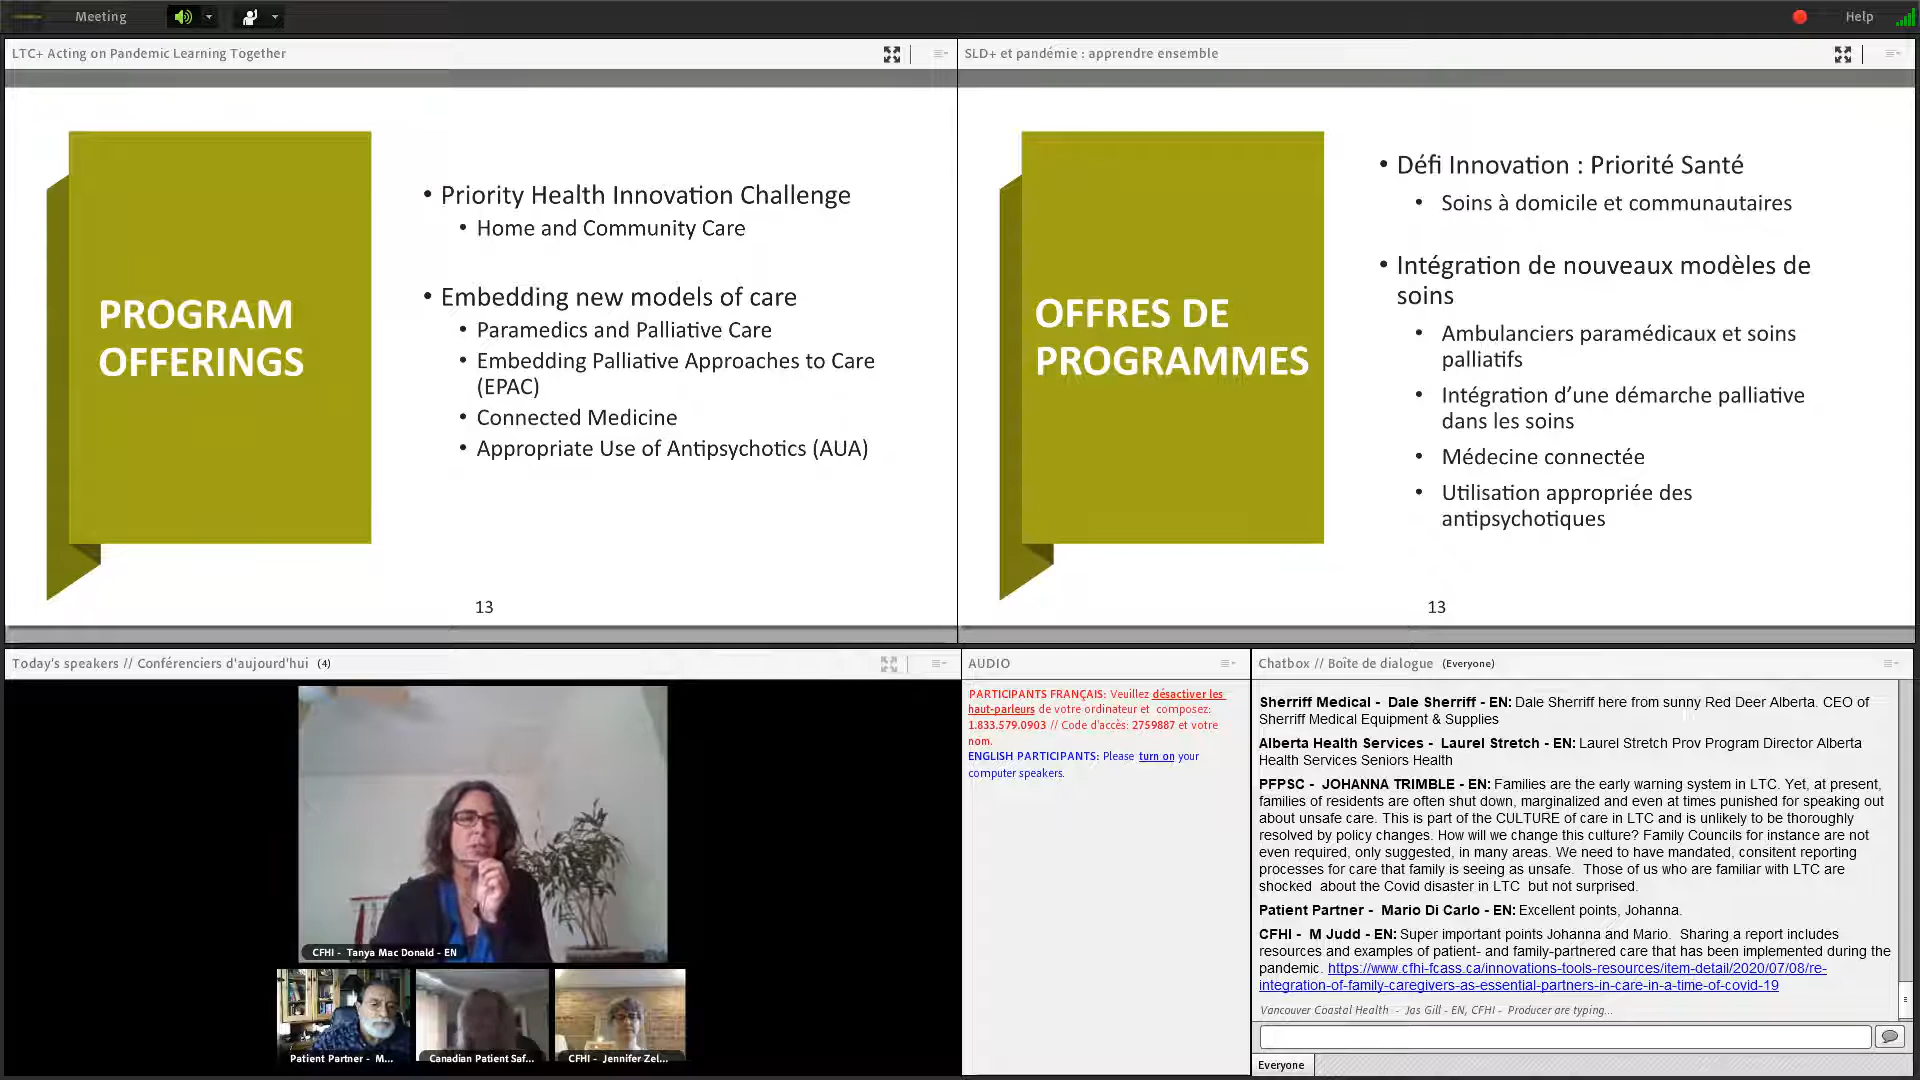 Meeting
Help
LTC+ Acting on Pandemic Learning Together
PROGRAM
OFFERINGS
• Priority Health Innovation Challenge
• Home and Community Care
• Embedding new models of care
• Paramedics and Palliative Care
• Embedding Palliative Approaches to Care
(EPAC)
• Connected Medicine
• Appropriate Use of Antipsychotics (AUA)
13
SLD+ et pandémie : apprendre ensemble
OFFRES DE
PROGRAMMES
• Défi Innovation : Priorité Santé
• Soins à domicile et communautaires
• Intégration de nouveaux modèles de
soins
• Ambulanciers paramédicaux et soins
palliatifs
• Intégration d’une démarche palliative
dans les soins
• Médecine connectée
• Utilisation appropriée des
antipsychotiques
13
Today's speakers // Conférenciers d'aujourd'hui (4)
CFHI - Tanya Mac Donald - EN
Patient Partner - M...
Canadian Patient Saf...
CFHI - Jennifer Zel...
AUDIO
PARTICIPANTS FRANÇAIS: Veuillez désactiver les
haut-parleurs de votre ordinateur et composez:
1.833.579.0903 // Code d'accès: 2759887 et votre
nom.
ENGLISH PARTICIPANTS: Please turn on your
computer speakers.
Chatbox // Boîte de dialogue (Everyone)
Sherriff Medical - Dale Sherriff - EN: Dale Sherriff here from sunny Red Deer Alberta. CEO of
Sherriff Medical Equipment & Supplies
Alberta Health Services - Laurel Stretch - EN: Laurel Stretch Prov Program Director Alberta
Health Services Seniors Health
PFPSC - JOHANNA TRIMBLE - EN: Families are the early warning system in LTC. Yet, at present,
families of residents are often shut down, marginalized and even at times punished for speaking out
about unsafe care. This is part of the CULTURE of care in LTC and is unlikely to be thoroughly
resolved by policy changes. How will we change this culture? Family Councils for instance are not
even required, only suggested, in many areas. We need to have mandated, consitent reporting
processes for care that family is seeing as unsafe. Those of us who are familiar with LTC are
shocked about the Covid disaster in LTC but not surprised.
Patient Partner - Mario Di Carlo - EN: Excellent points, Johanna.
CFHI - M Judd - EN: Super important points Johanna and Mario. Sharing a report includes
resources and examples of patient- and family-partnered care that has been implemented during the
pandemic. https://www.cfhi-fcass.ca/innovations-tools-resources/item-detail/2020/07/08/re-
integration-of-family-caregivers-as-essential-partners-in-care-in-a-time-of-covid-19
Vancouver Coastal Health - Jas Gill - EN, CFHI - Producer are typing...
Everyone